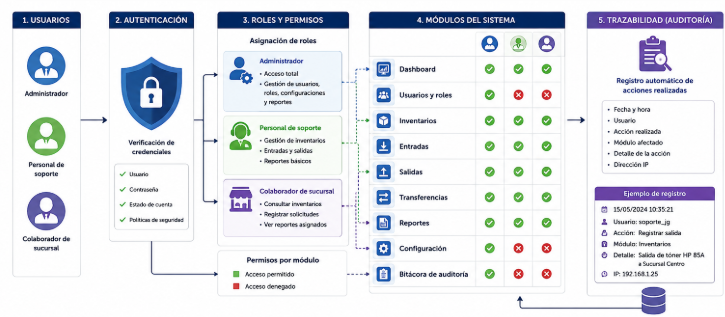 1. USUARIOS
Administrador
Personal de
soporte
Colaborador de
sucursal
2. AUTENTICACIÓN
Verificación de
credenciales
Usuario
Contraseña
Estado de cuenta
Políticas de seguridad
3. ROLES Y PERMISOS
Asignación de roles
Administrador
• Acceso total
• Gestión de usuarios,
roles, configuraciones
y reportes
Personal de soporte
• Gestión de inventarios
• Entradas y salidas
• Reportes básicos
Colaborador de sucursal
• Consultar inventarios
• Registrar solicitudes
• Ver reportes asignados
Permisos por módulo
Acceso permitido
Acceso denegado
4. MÓDULOS DEL SISTEMA
Dashboard
Usuarios y roles
Inventarios
Entradas
Salidas
Transferencias
Reportes
Configuración
Bitácora de auditoría
5. TRAZABILIDAD (AUDITORÍA)
Registro automático de
acciones realizadas
• Fecha y hora
• Usuario
• Acción realizada
• Módulo afectado
• Detalle de la acción
• Dirección IP
Ejemplo de registro
15/05/2024 10:35:21
Usuario: soporte_jg
Acción: Registrar salida
Módulo: Inventarios
Detalle: Salida de tóner HP 85A
a Sucursal Centro
IP: 192.168.1.25